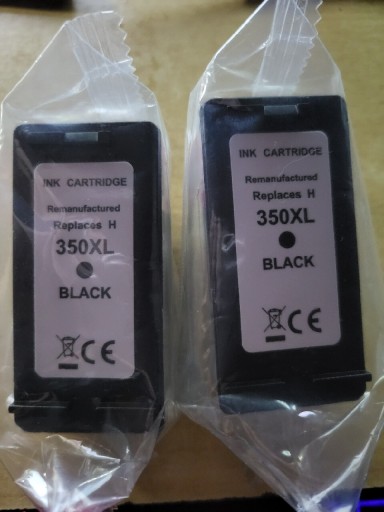 INK CARTRIDGE
Remanufactured
Replaces H
350XL
BLACK
CE
INK CARTRIDGE
Remanufactured
Replaces H
350XL
BLACK
CE